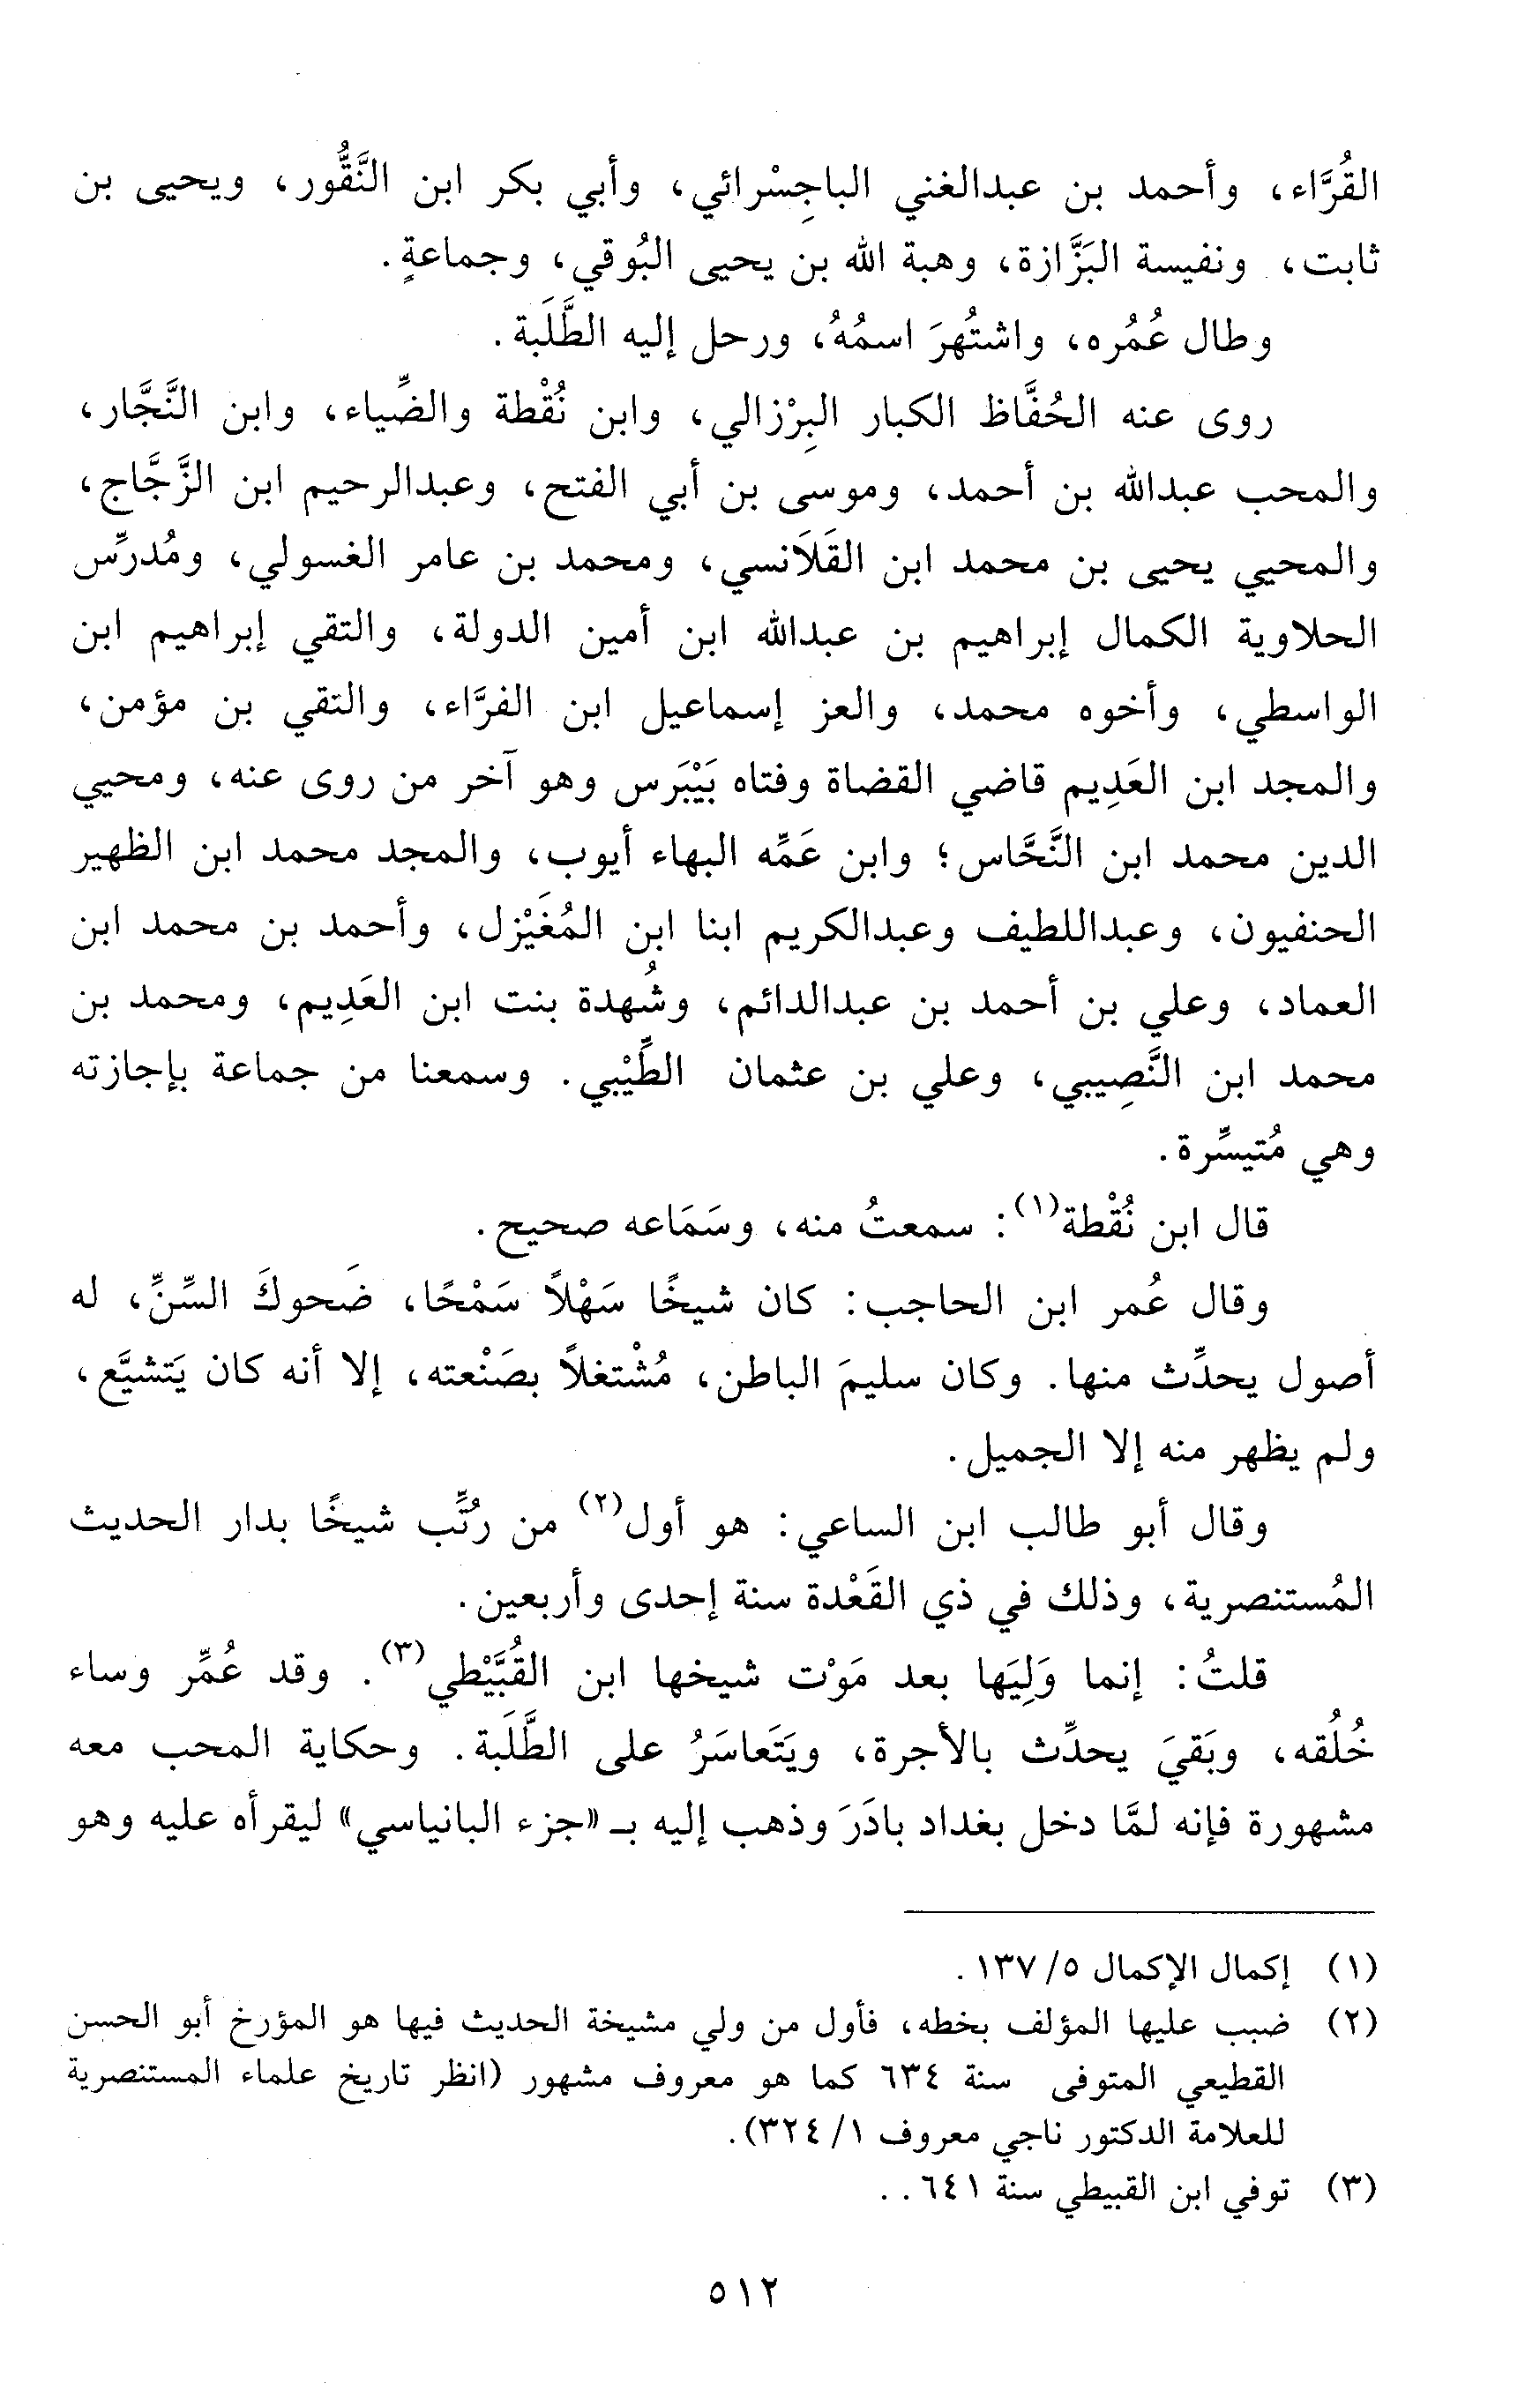 القُرَّاء، وأحمد بن عبدالغني الباجِسْرائي، وأبي بكر ابن النَّقُّور، ويحيى بن
ثابت، ونفيسة البَزَّازة، وهبة الله بن يحيى البُوقي، وجماعةٍ.
وطال عُمُره، واشتُهرَ اسمُهُ، ورحل إليه الطَّلَبة.
روى عنه الحُفَّاظ الكبار البِرْزالي، وابن نُقْطة والضِّياء، وابن النَّجَّار،
والمحب عبدالله بن أحمد، وموسى بن أبي الفتح، وعبدالرحيم ابن الزَّجَّاج،
والمحيي يحيى بن محمد ابن القَلاَنسي، ومحمد بن عامر الغسولي، ومُدرِّس
الحلاوية الكمال إبراهيم بن عبدالله ابن أمين الدولة، والتقي إبراهيم ابن
الواسطي، وأخوه محمد، والعز إسماعيل ابن الفرَّاء، والتقي بن مؤمن،
والمجد ابن العَدِيم قاضي القضاة وفتاه بَيْبَرس وهو آخر من روى عنه، ومحيي
الدين محمد ابن النَّحَّاس؛ وابن عَمِّه البهاء أيوب، والمجد محمد ابن الظهير
الحنفيون، وعبداللطيف وعبدالكريم ابنا ابن المُغَيْزل، وأحمد بن محمد ابن
العماد، وعلي بن أحمد بن عبدالدائم، وشُهدة بنت ابن العَدِيم، ومحمد بن
محمد ابن النَّصِيبي، وعلي بن عثمان الطِّيْبي. وسمعنا من جماعة بإجازته
وهي مُتيسِّرة.
قال ابن نُقْطة(١): سمعتُ منه، وسَمَاعه صحيح.
وقال عُمر ابن الحاجب: كان شيخًا سَهْلاً سَمْحًا، ضَحوكَ السِّنِّ، له
أصول يحدِّث منها. وكان سليمَ الباطن، مُشْتغلاً بصَنْعته، إلا أنه كان يَتشيَّع،
ولم يظهر منه إلا الجميل.
وقال أبو طالب ابن الساعي: هو أول(٢) من رُتِّب شيخًا بدار الحديث
المُستنصرية، وذلك في ذي القَعْدة سنة إحدى وأربعين.
قلتُ: إنما وَلِيَها بعد مَوْت شيخها ابن القُبَّيْطي(٣). وقد عُمِّر وساء
خُلُقه، وبَقيَ يحدِّث بالأجرة، ويَتَعاسَرُ على الطَّلَبة. وحكاية المحب معه
مشهورة فإنه لمَّا دخل بغداد بادَرَ وذهب إليه بـ «جزء البانياسي» ليقرأه عليه وهو
(١) إكمال الإكمال ٥/ ١٣٧.
(٢) ضبب عليها المؤلف بخطه، فأول من ولي مشيخة الحديث فيها هو المؤرخ أبو الحسن
القطيعي المتوفى سنة ٦٣٤ كما هو معروف مشهور (انظر تاريخ علماء المستنصرية
للعلامة الدكتور ناجي معروف ١/ ٣٢٤).
(٣) توفي ابن القبيطي سنة ٦٤١..
٥١٢